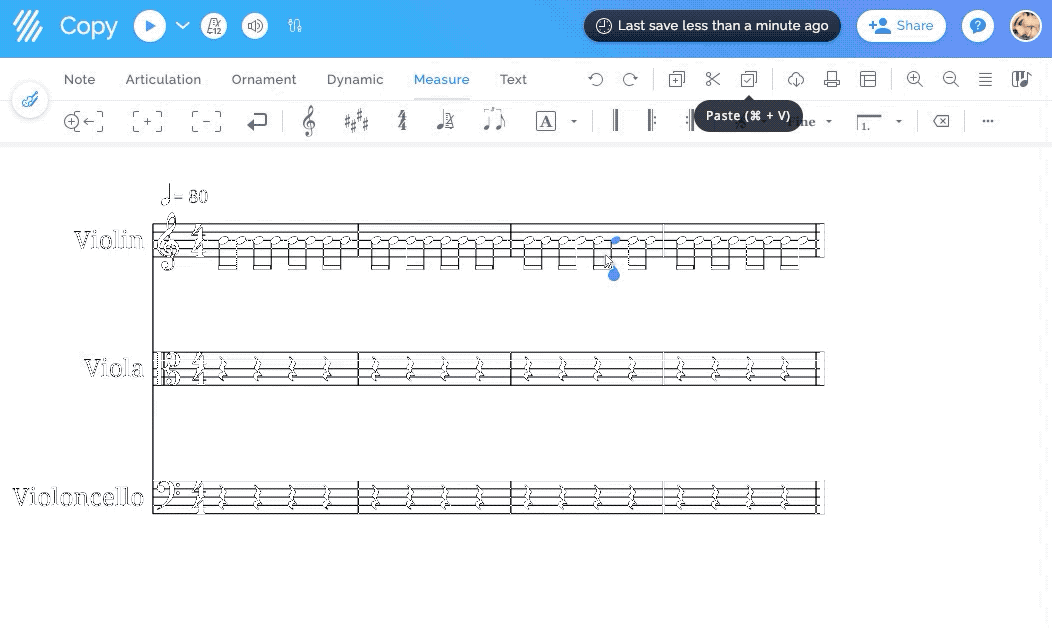 Copy
Last save less than a minute ago
Share
Note Articulation Ornament Dynamic Measure Text
Paste (⌘ + V)
A
1.
= 80
Violin
Viola
Violoncello